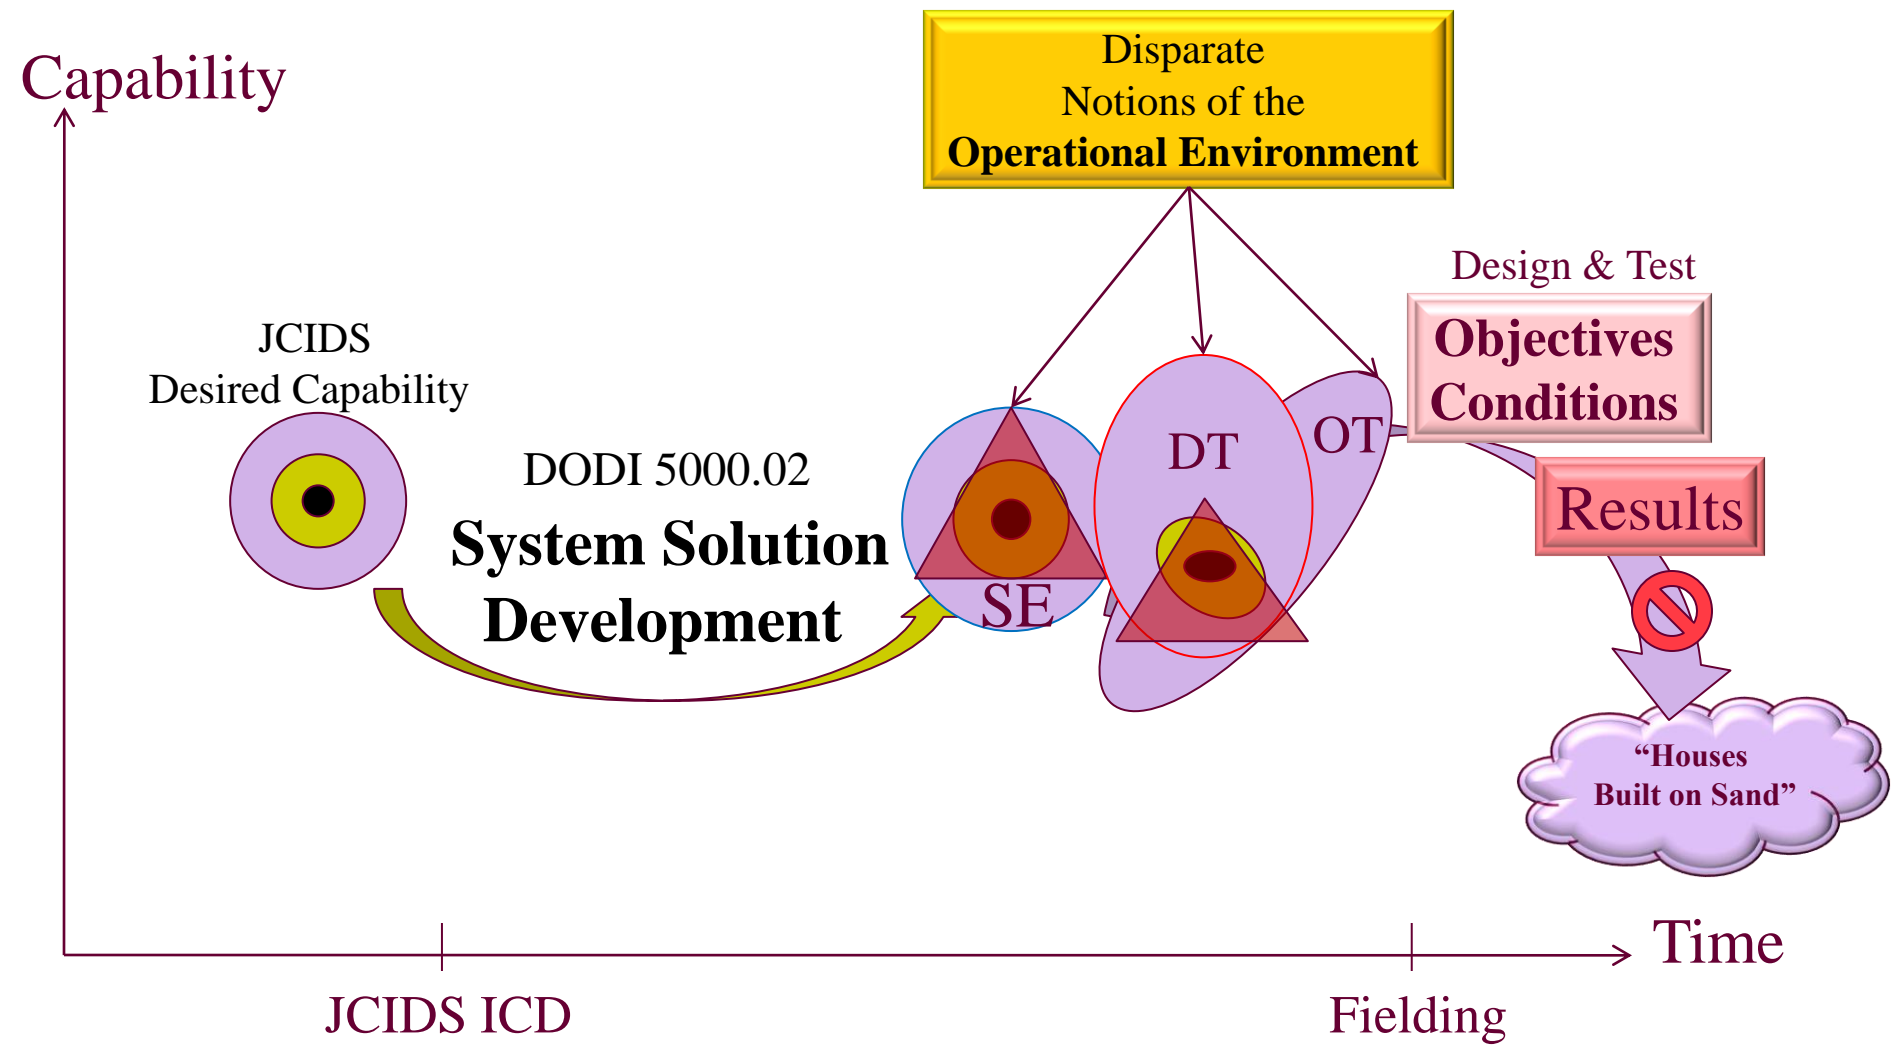 Capability
Disparate
Notions of the
Operational Environment
Design & Test
Objectives
Conditions
JCIDS
Desired Capability
DODI 5000.02
System Solution
Development
SE
DT
OT
Results
“Houses
Built on Sand”
Time
JCIDS ICD
Fielding